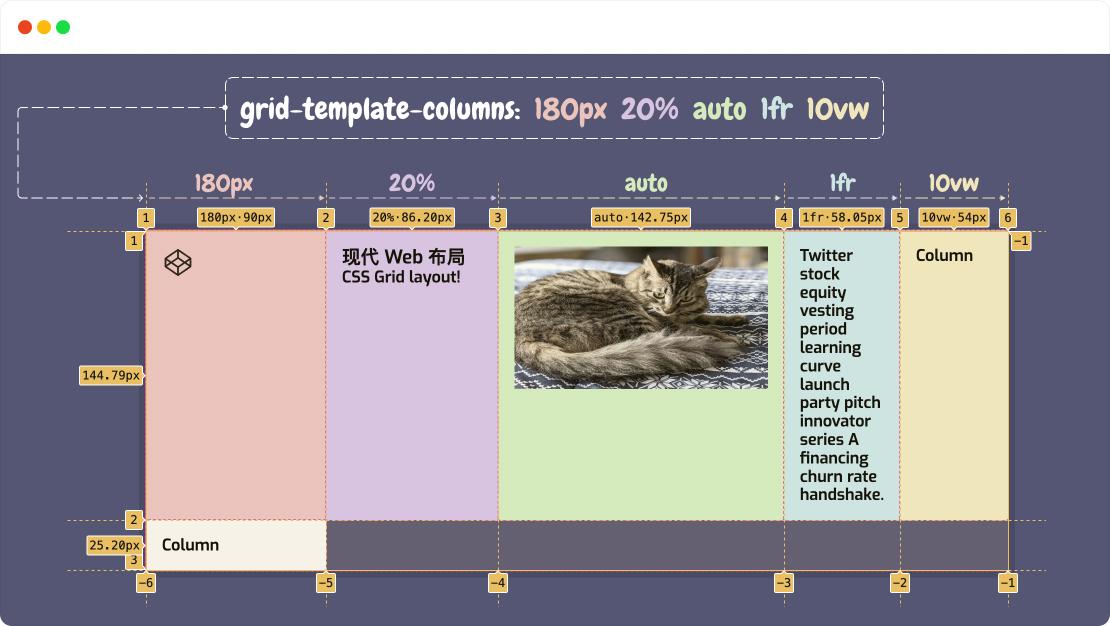 grid-template-columns: 180px 20% auto 1fr 10vw
180px 20% auto 1fr 10vw
1 180px·90px 2 20%·86.20px 3 auto·142.75px 4 1fr·58.05px 5 10vw·54px 6
1
-1
现代 Web 布局
CSS Grid layout!
Twitter
stock
equity
vesting
period
learning
curve
launch
party pitch
innovator
series A
financing
churn rate
handshake.
Column
144.79px
2
25.20px
Column
3
-6 -5 -4 -3 -2 -1